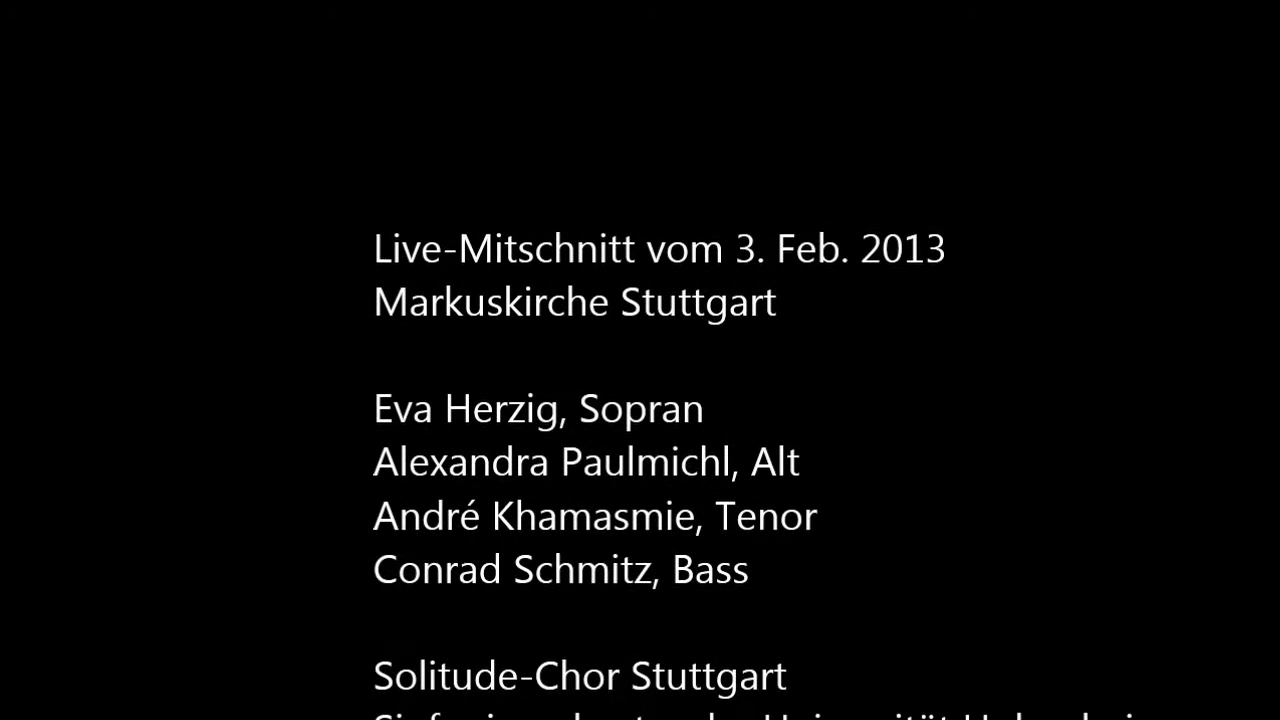 Live-Mitschnitt vom 3. Feb. 2013
Markuskirche Stuttgart
Eva Herzig, Sopran
Alexandra Paulmichl, Alt
André Khamasmie, Tenor
Conrad Schmitz, Bass
Solitude-Chor Stuttgart